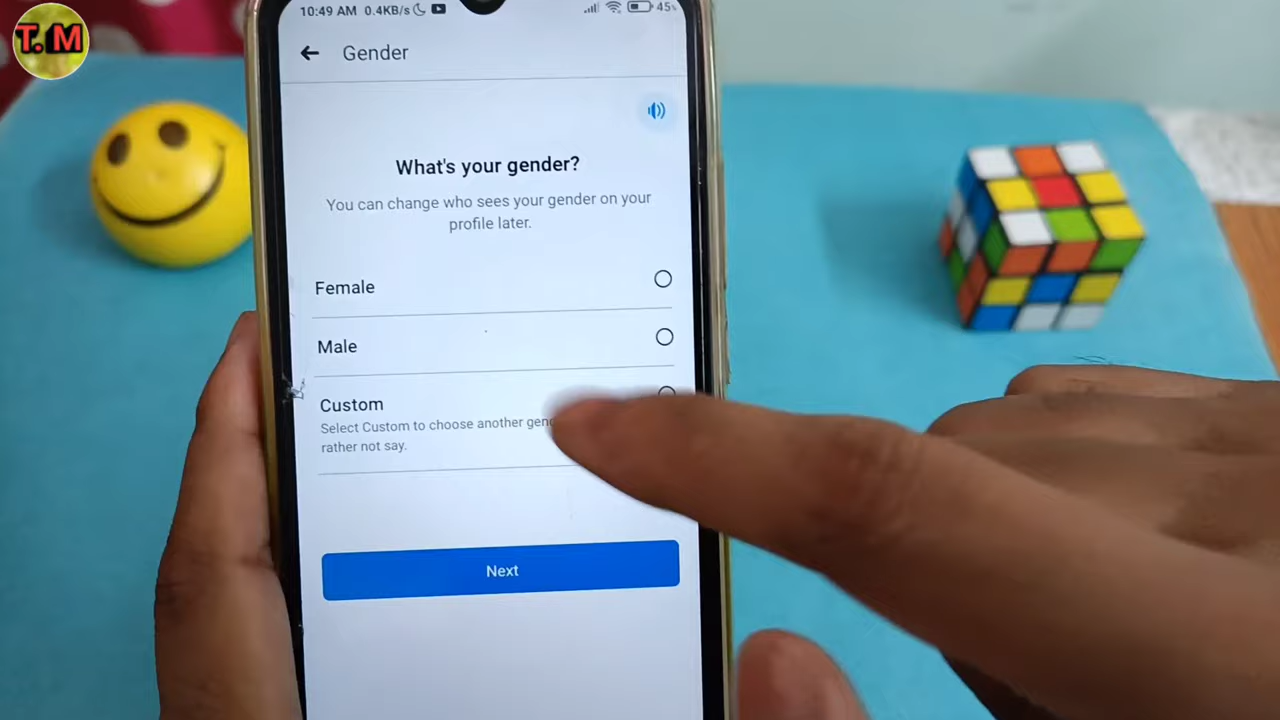 T. M
10:49 AM 0.4KB/s 45%
Gender
What's your gender?
You can change who sees your gender on your
profile later.
Female
Male
Custom
Select Custom to choose another
rather not say.
Next